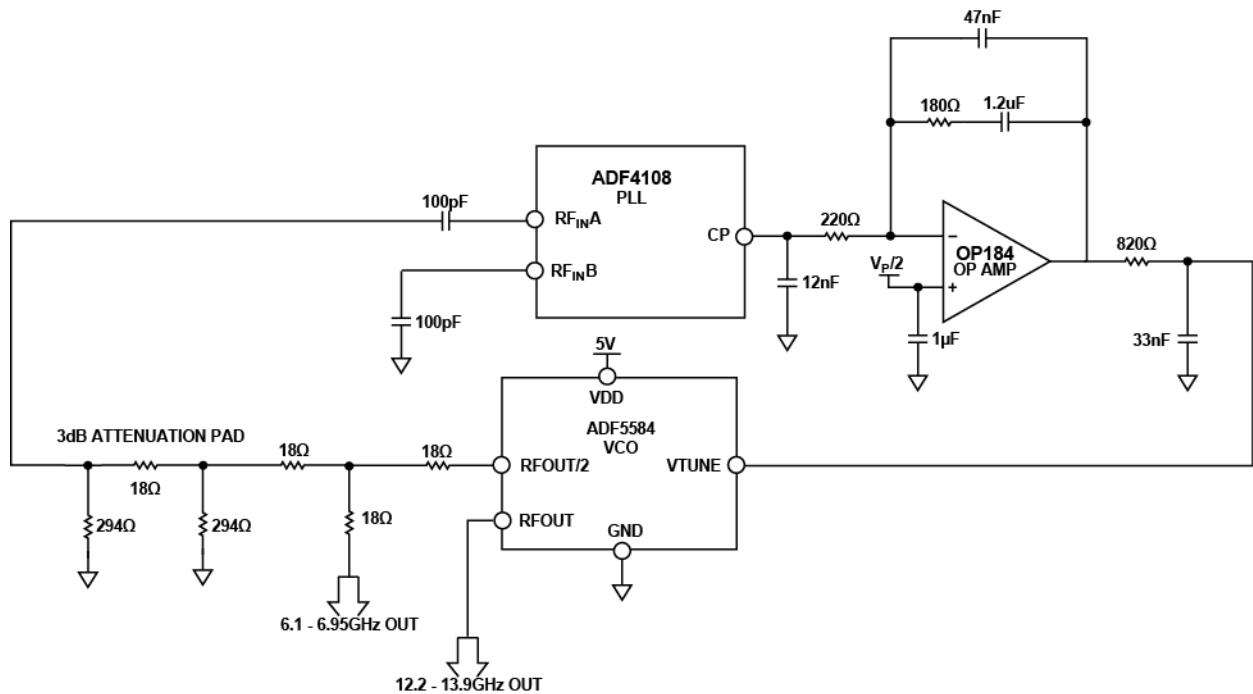 47nF
180Ω
1.2uF
ADF4108
PLL
100pF
RFINA
RFINB
CP
100pF
220Ω
12nF
OP184
OP AMP
VP/2
1µF
820Ω
33nF
5V
VDD
ADF5584
VCO
RFOUT/2
VTUNE
RFOUT
GND
3dB ATTENUATION PAD
18Ω
18Ω
18Ω
294Ω
294Ω
18Ω
6.1 - 6.95GHz OUT
12.2 - 13.9GHz OUT